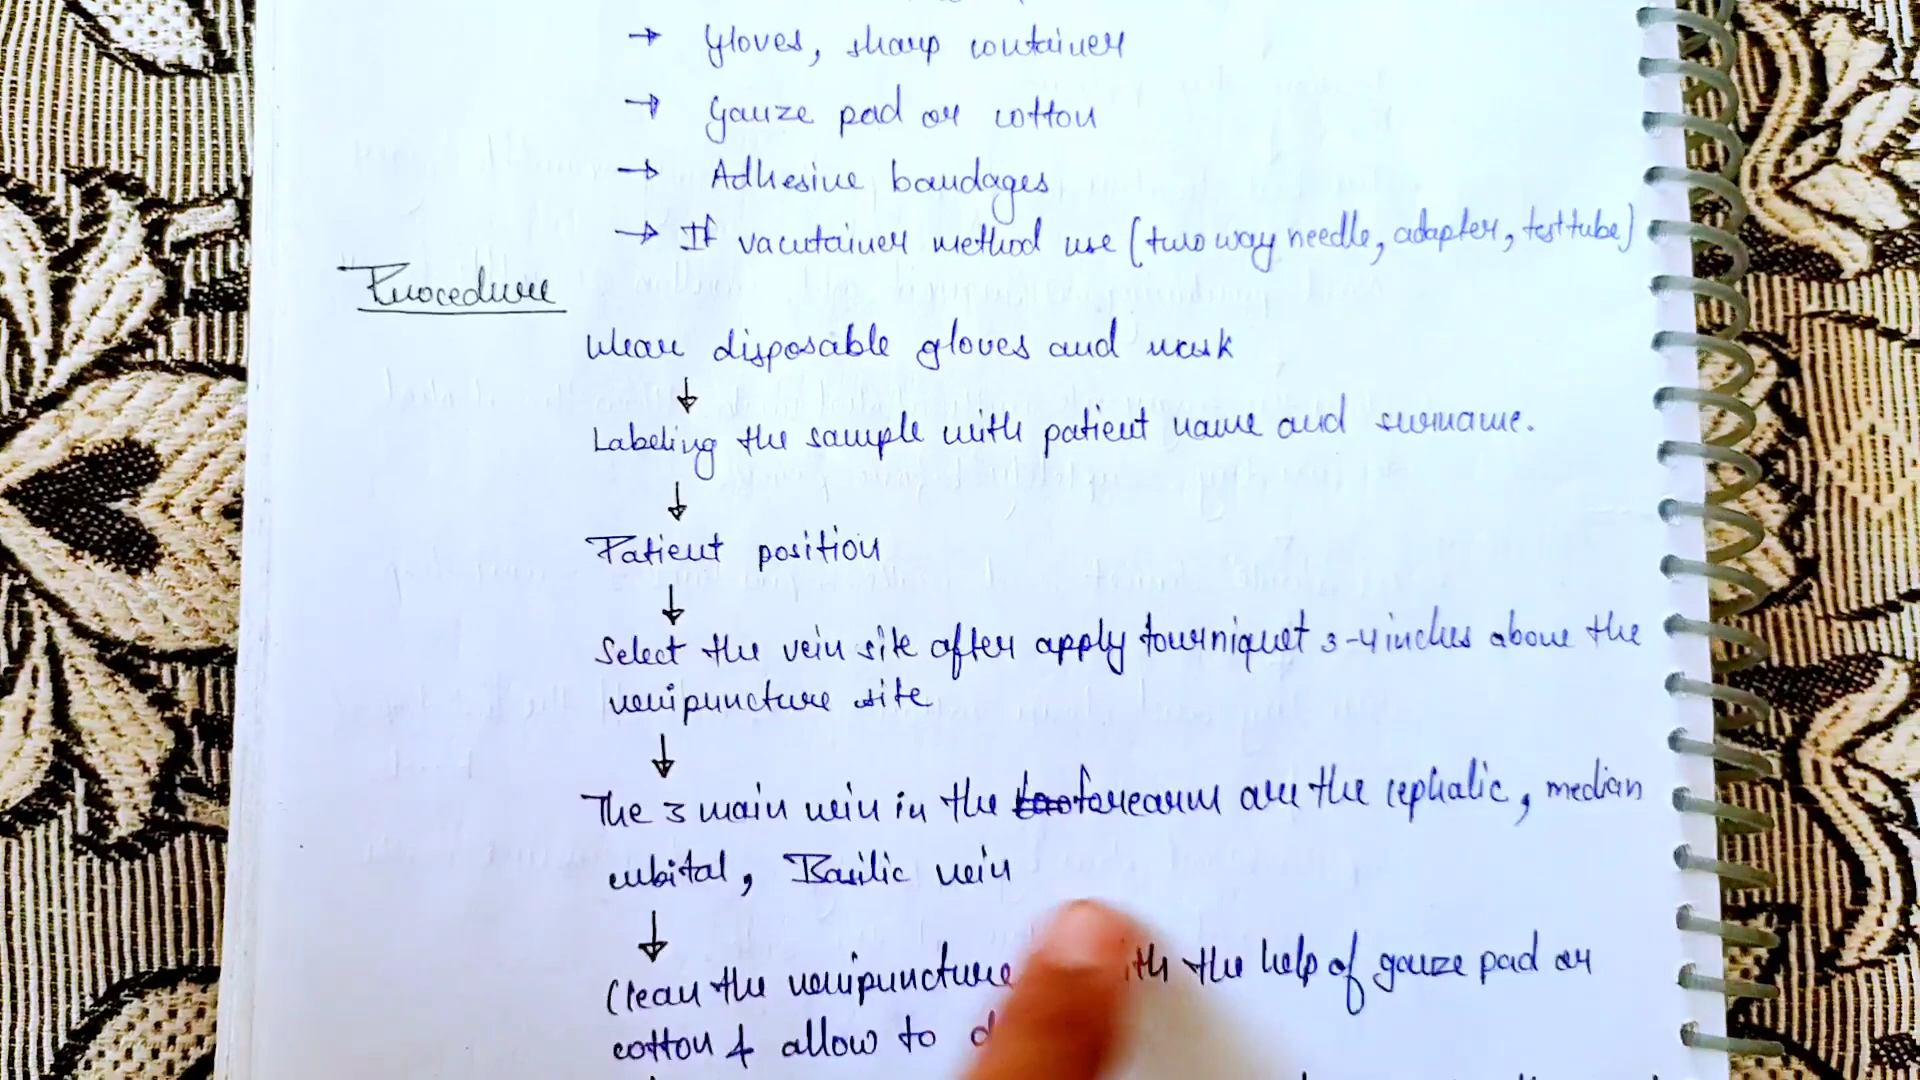 → Gloves, sharp container
→ Gauze pad or cotton
→ Adhesive bandages
→ If vacutainer method use (two way needle, adapter, test tube)
Procedure
Wear disposable gloves and mask
↓
Labeling the sample with patient name and surname.
↓
Patient position
↓
Select the vein site after apply tourniquet 3-4 inches above the
venipuncture site
↓
The 3 main vein in the forearm are the cephalic, median
cubital, Basilic vein
↓
Clean the venipuncture the help of gauze pad or
cotton & allow to